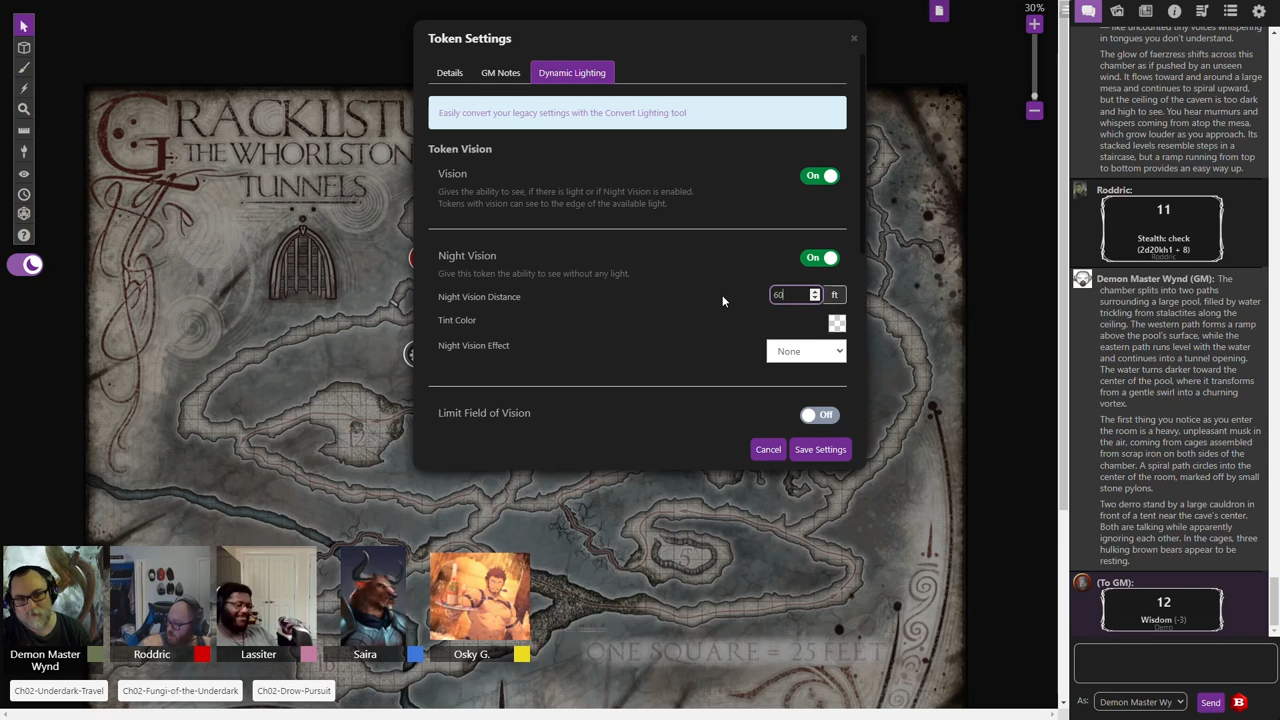 GRACKLSTU
THE WHORLSTON
TUNNELS
5
ONE SQUARE = 25 FEET
Token Settings
×
Details
GM Notes
Dynamic Lighting
Easily convert your legacy settings with the Convert Lighting tool
Token Vision
Vision
On
Gives the ability to see, if there is light or if Night Vision is enabled.
Tokens with vision can see to the edge of the available light.
Night Vision
On
Give this token the ability to see without any light.
Night Vision Distance
60
ft
Tint Color
Night Vision Effect
None
Limit Field of Vision
Off
Cancel
Save Settings
30%
like uncounted tiny voices whispering
in tongues you don't understand.
The glow of faerzress shifts across this
chamber as if pushed by an unseen
wind. It flows toward and around a large
mesa and continues to spiral upward,
but the ceiling of the cavern is too dark
and high to see. You hear murmurs and
whispers coming from atop the mesa,
which grow louder as you approach. Its
stacked levels resemble steps in a
staircase, but a ramp running from top
to bottom provides an easy way up.
Roddric:
11
Stealth: check
(2d20kh1 + 8)
Roddric
Demon Master Wynd (GM): The
chamber splits into two paths
surrounding a large pool, filled by water
trickling from stalactites along the
ceiling. The western path forms a ramp
above the pool's surface, while the
eastern path runs level with the water
and continues into a tunnel opening.
The water turns darker toward the
center of the pool, where it transforms
from a gentle swirl into a churning
vortex.
The first thing you notice as you enter
the room is a heavy, unpleasant musk in
the air, coming from cages assembled
from scrap iron on both sides of the
chamber. A spiral path circles into the
center of the room, marked off by small
stone pylons.
Two derro stand by a large cauldron in
front of a tent near the cave's center.
Both are talking while apparently
ignoring each other. In the cages, three
hulking brown bears appear to be
resting.
(To GM):
12
Wisdom (-3)
Derro
As:
Demon Master Wy
Send
Demon Master
Wynd
Roddric
Lassiter
Saira
Osky G.
Ch02-Underdark-Travel
Ch02-Fungi-of-the-Underdark
Ch02-Drow-Pursuit